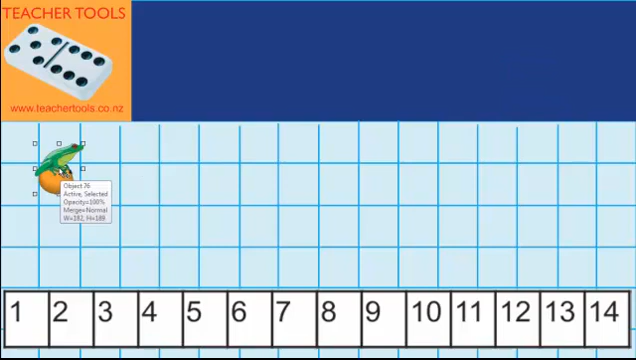 TEACHER TOOLS
www.teachertools.co.nz
Object 76
Active, Selected
Opacity=100%
Merge=Normal
W=182, H=189
1 2 3 4 5 6 7 8 9 10 11 12 13 14